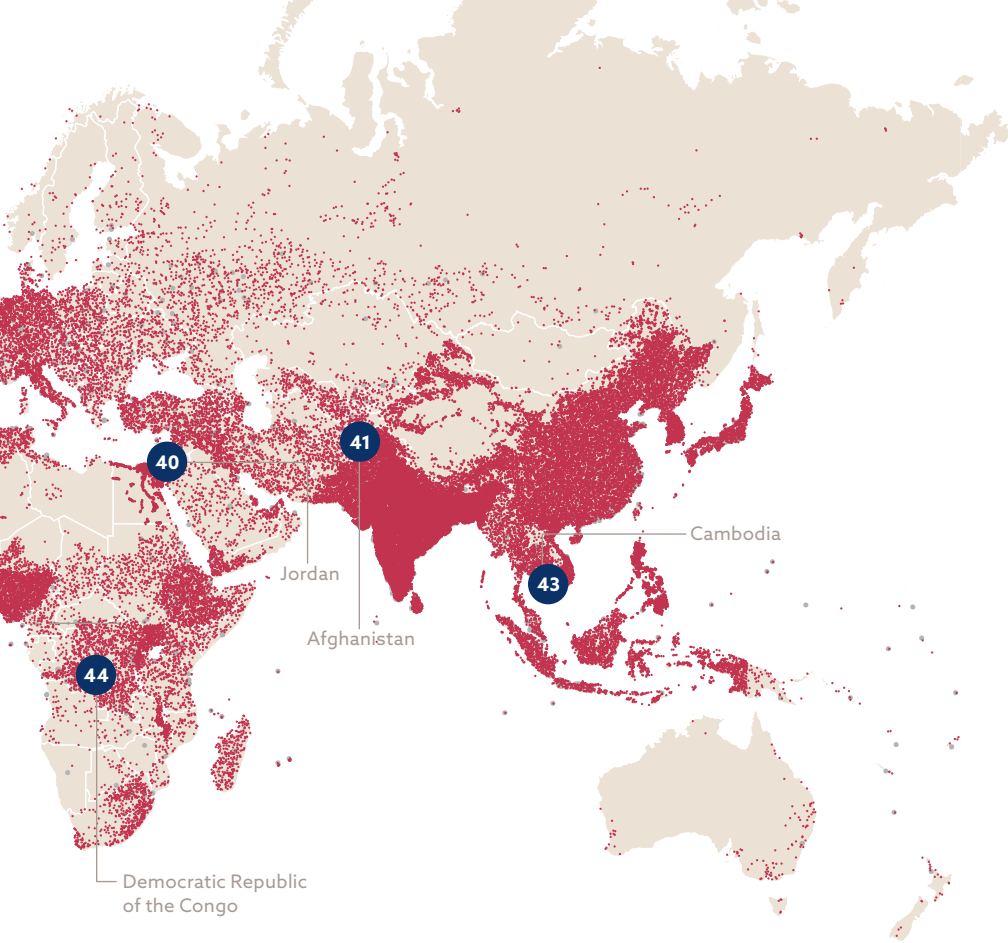 41
40
Cambodia
Jordan
43
Afghanistan
44
Democratic Republic
of the Congo